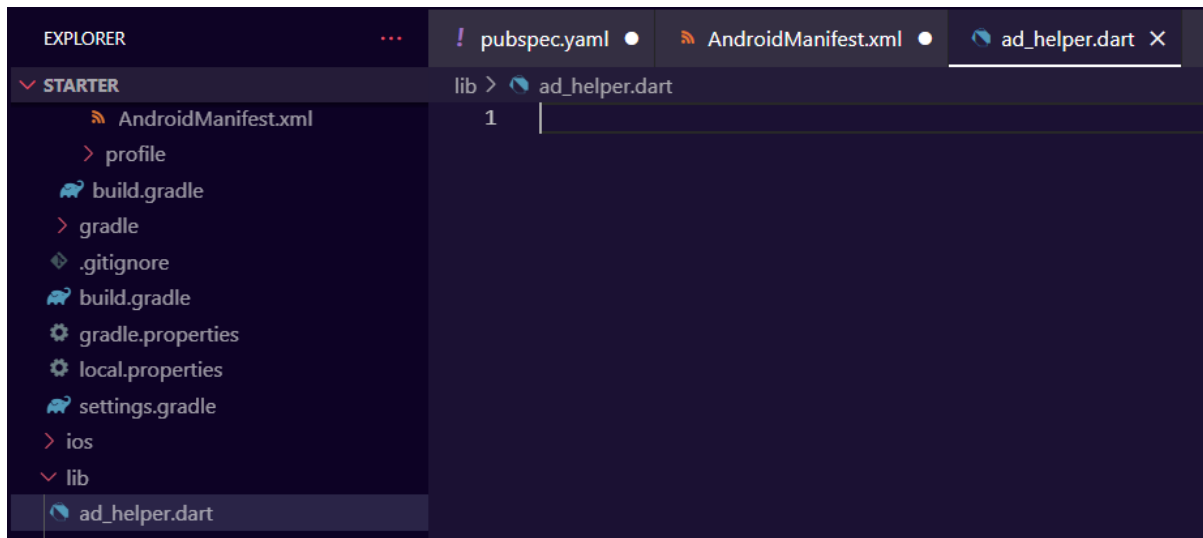 EXPLORER ...
STARTER
AndroidManifest.xml
profile
build.gradle
gradle
.gitignore
build.gradle
gradle.properties
local.properties
settings.gradle
ios
lib
ad_helper.dart
! pubspec.yaml ● AndroidManifest.xml ● ad_helper.dart ×
lib > ad_helper.dart
1